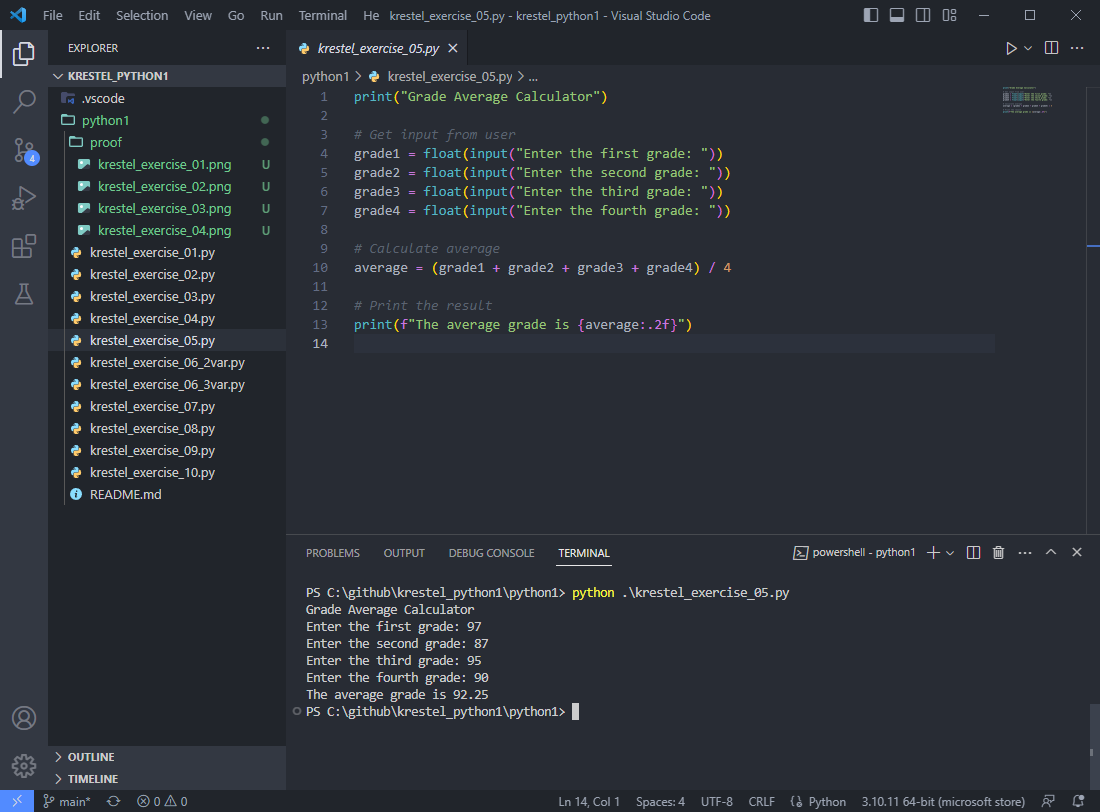 File Edit Selection View Go Run Terminal He krestel_exercise_05.py - krestel_python1 - Visual Studio Code
EXPLORER
KRESTEL_PYTHON1
.vscode
python1
proof
krestel_exercise_01.png U
krestel_exercise_02.png U
krestel_exercise_03.png U
krestel_exercise_04.png U
krestel_exercise_01.py
krestel_exercise_02.py
krestel_exercise_03.py
krestel_exercise_04.py
krestel_exercise_05.py
krestel_exercise_06_2var.py
krestel_exercise_06_3var.py
krestel_exercise_07.py
krestel_exercise_08.py
krestel_exercise_09.py
krestel_exercise_10.py
README.md
OUTLINE
TIMELINE
4
krestel_exercise_05.py
python1 > krestel_exercise_05.py > ...
1 print("Grade Average Calculator")
2
3 # Get input from user
4 grade1 = float(input("Enter the first grade: "))
5 grade2 = float(input("Enter the second grade: "))
6 grade3 = float(input("Enter the third grade: "))
7 grade4 = float(input("Enter the fourth grade: "))
8
9 # Calculate average
10 average = (grade1 + grade2 + grade3 + grade4) / 4
11
12 # Print the result
13 print(f"The average grade is {average:.2f}")
14
PROBLEMS OUTPUT DEBUG CONSOLE TERMINAL powershell - python1
PS C:\github\krestel_python1\python1> python .\krestel_exercise_05.py
Grade Average Calculator
Enter the first grade: 97
Enter the second grade: 87
Enter the third grade: 95
Enter the fourth grade: 90
The average grade is 92.25
PS C:\github\krestel_python1\python1>
main* 0 0 Ln 14, Col 1 Spaces: 4 UTF-8 CRLF Python 3.10.11 64-bit (microsoft store)